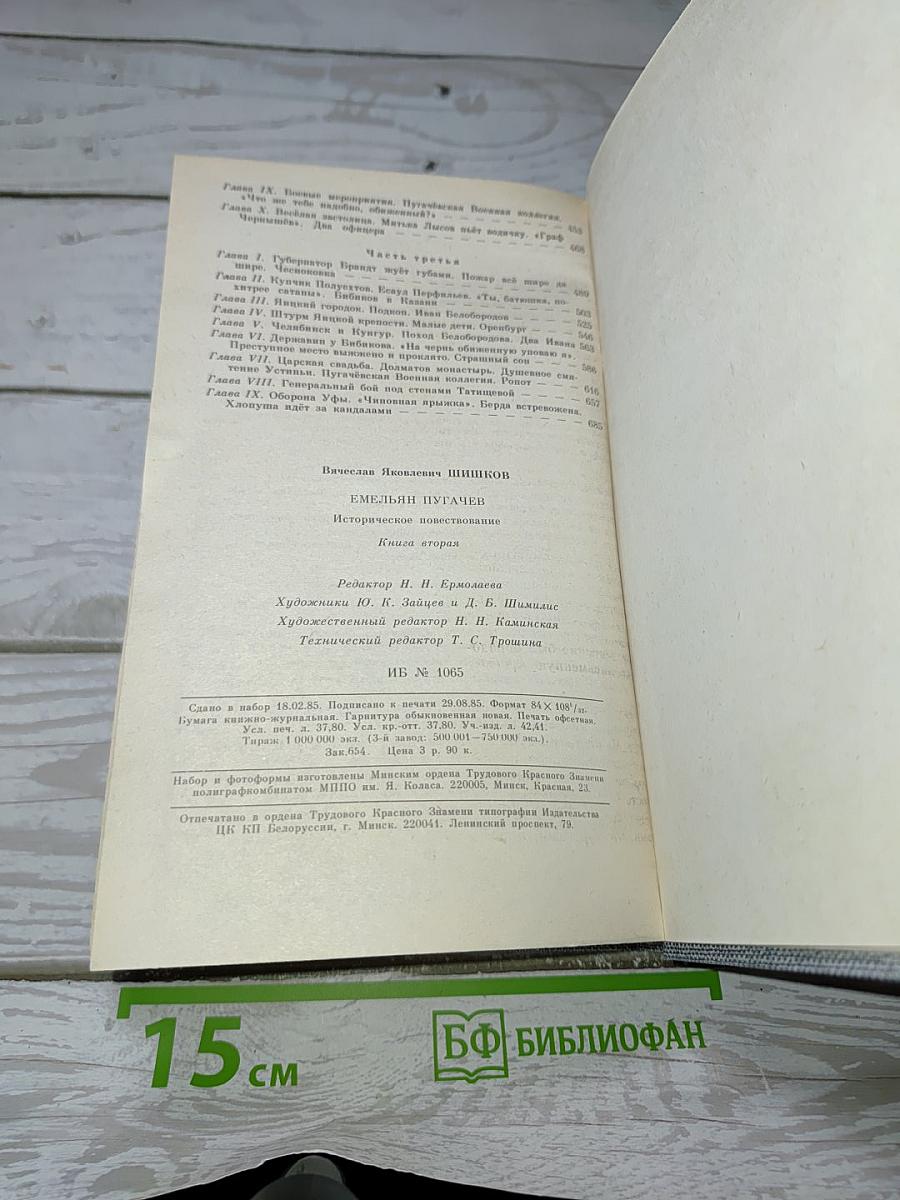 Глава IX. Боевые мероприятия. Пугачёвская Военная коллегия.
«Что же тебе надобно, обиженный?» — — — — — — — 453
Глава X. Весёлая застолица. Митька Лысов пьёт водичку. «Граф
Чернышёв». Два офицера — — — — — — — — — — 468
Часть третья
Глава I. Губернатор Брандт жуёт губами. Пожар всё шире да
шире. Чесноковка — — — — — — — — — — — — 489
Глава II. Купчик Полуехтов. Есаул Перфильев. «Ты, батюшка, по-
хитрее сатаны». Бибиков в Казани — — — — — — — 503
Глава III. Яицкий городок. Подкоп. Иван Белобородов — — — 525
Глава IV. Штурм Яицкой крепости. Малые дети. Оренбург — — 546
Глава V. Челябинск и Кунгур. Поход Белобородова. Два Ивана 563
Глава VI. Державин у Бибикова. «На чернь обиженную уповаю я».
Преступное место выжжено и проклято. Страшный сон — — — 586
Глава VII. Царская свадьба. Долматов монастырь. Душевное смя-
тение Устиньи. Пугачёвская Военная коллегия. Ропот — — — 616
Глава VIII. Генеральный бой под стенами Татищевой — — — — 657
Глава IX. Оборона Уфы. «Чиновная ярыжка». Берда встревожена.
Хлопуша идёт за кандалами — — — — — — — — — — 685
Вячеслав Яковлевич ШИШКОВ
ЕМЕЛЬЯН ПУГАЧЕВ
Историческое повествование
Книга вторая
Редактор Н. Н. Ермолаева
Художники Ю. К. Зайцев и Д. Б. Шимилис
Художественный редактор Н. Н. Каминская
Технический редактор Т. С. Трошина
ИБ № 1065
Сдано в набор 18.02.85. Подписано к печати 29.08.85. Формат 84×108¹/₃₂.
Бумага книжно-журнальная. Гарнитура обыкновенная новая. Печать офсетная.
Усл. печ. л. 37,80. Усл. кр.-отт. 37,80. Уч.-изд. л. 42,41.
Тираж 1 000 000 экз. (3-й завод: 500 001—750 000 экз.).
Зак.654. Цена 3 р. 90 к.
Набор и фотоформы изготовлены Минским ордена Трудового Красного Знамени
полиграфкомбинатом МППО им. Я. Коласа. 220005, Минск, Красная, 23.
Отпечатано в ордена Трудового Красного Знамени типографии Издательства
ЦК КП Белоруссии, г. Минск. 220041. Ленинский проспект, 79.
15 см
БФ БИБЛИОФАН